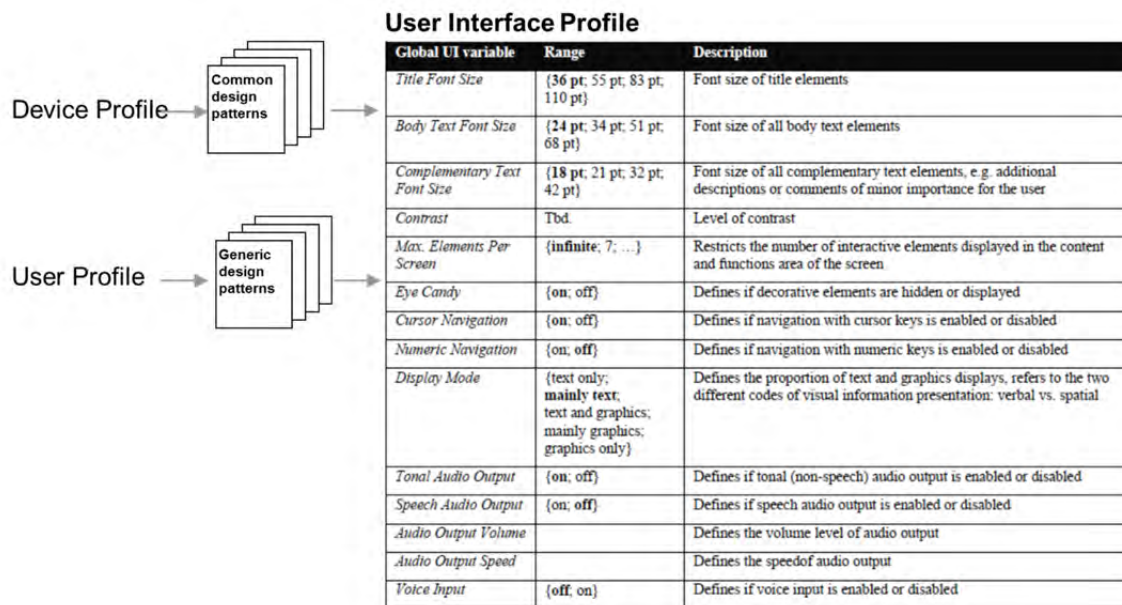 User Interface Profile
Device Profile
Common
design
patterns
User Profile
Generic
design
patterns
Global UI variable Range Description
Title Font Size {36 pt; 55 pt; 83 pt; Font size of title elements
110 pt}
Body Text Font Size {24 pt; 34 pt; 51 pt; Font size of all body text elements
68 pt}
Complementary Text {18 pt; 21 pt; 32 pt; Font size of all complementary text elements, e.g. additional
Font Size 42 pt} descriptions or comments of minor importance for the user
Contrast Tbd. Level of contrast
Max. Elements Per {infinite; 7; …} Restricts the number of interactive elements displayed in the content
Screen and functions area of the screen
Eye Candy {on; off} Defines if decorative elements are hidden or displayed
Cursor Navigation {on; off} Defines if navigation with cursor keys is enabled or disabled
Numeric Navigation {on; off} Defines if navigation with numeric keys is enabled or disabled
Display Mode {text only; Defines the proportion of text and graphics displays, refers to the two
mainly text; different codes of visual information presentation: verbal vs. spatial
text and graphics;
mainly graphics;
graphics only}
Tonal Audio Output {on; off} Defines if tonal (non-speech) audio output is enabled or disabled
Speech Audio Output {on; off} Defines if speech audio output is enabled or disabled
Audio Output Volume Defines the volume level of audio output
Audio Output Speed Defines the speedof audio output
Voice Input {off; on} Defines if voice input is enabled or disabled